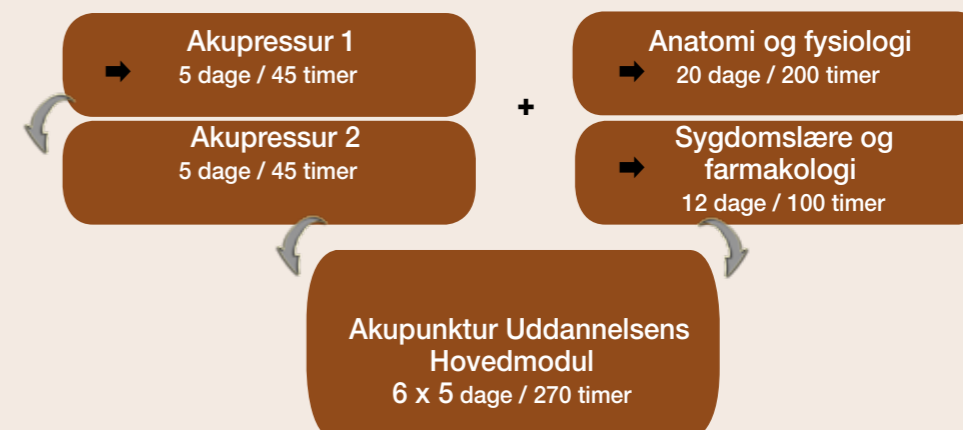 Akupressur 1
5 dage / 45 timer
Akupressur 2
5 dage / 45 timer
+
Anatomi og fysiologi
20 dage / 200 timer
Sygdomslære og
farmakologi
12 dage / 100 timer
Akupunktur Uddannelsens
Hovedmodul
6 x 5 dage / 270 timer